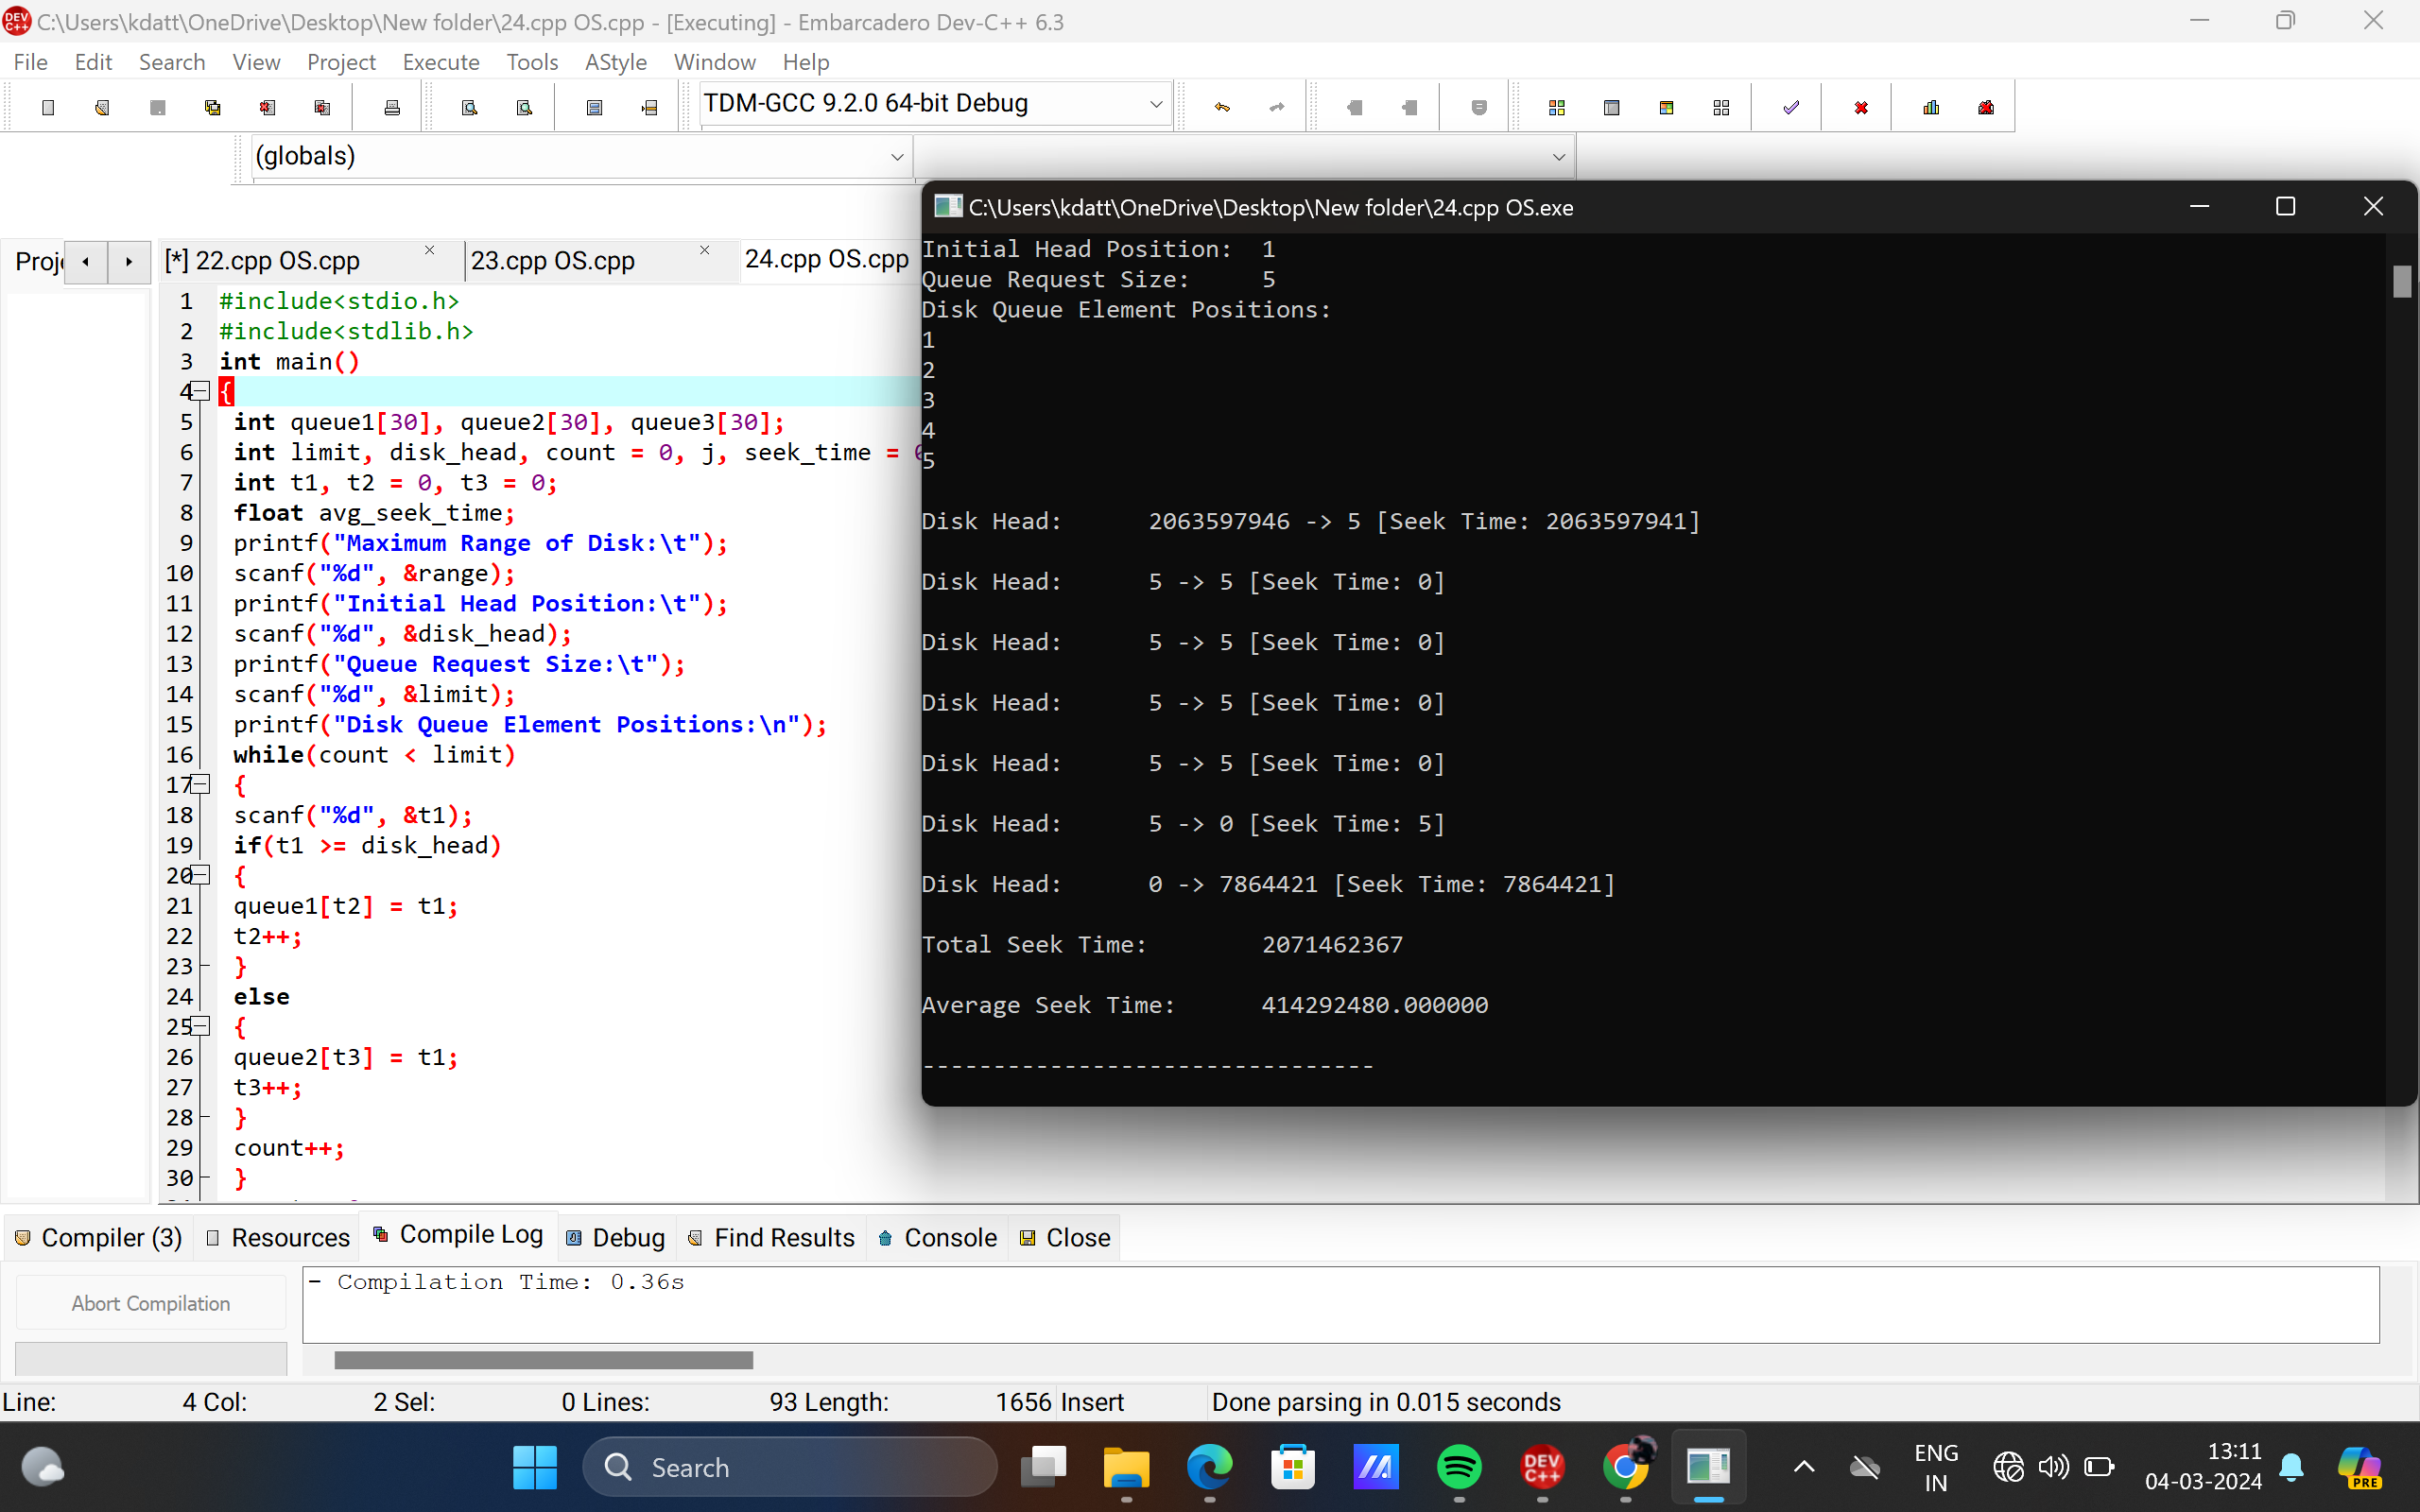 C:\Users\kdatt\OneDrive\Desktop\New folder\24.cpp OS.cpp - [Executing] - Embarcadero Dev-C++ 6.3
File Edit Search View Project Execute Tools AStyle Window Help
TDM-GCC 9.2.0 64-bit Debug
(globals)
[*] 22.cpp OS.cpp 23.cpp OS.cpp 24.cpp OS.cpp
1 #include<stdio.h>
2 #include<stdlib.h>
3 int main()
4 {
5 int queue1[30], queue2[30], queue3[30];
6 int limit, disk_head, count = 0, j, seek_time =
7 int t1, t2 = 0, t3 = 0;
8 float avg_seek_time;
9 printf("Maximum Range of Disk:\t");
10 scanf("%d", &range);
11 printf("Initial Head Position:\t");
12 scanf("%d", &disk_head);
13 printf("Queue Request Size:\t");
14 scanf("%d", &limit);
15 printf("Disk Queue Element Positions:\n");
16 while(count < limit)
17 {
18 scanf("%d", &t1);
19 if(t1 >= disk_head)
20 {
21 queue1[t2] = t1;
22 t2++;
23 }
24 else
25 {
26 queue2[t3] = t1;
27 t3++;
28 }
29 count++;
30 }
C:\Users\kdatt\OneDrive\Desktop\New folder\24.cpp OS.exe
Initial Head Position: 1
Queue Request Size: 5
Disk Queue Element Positions:
1
2
3
4
5
Disk Head: 2063597946 -> 5 [Seek Time: 2063597941]
Disk Head: 5 -> 5 [Seek Time: 0]
Disk Head: 5 -> 5 [Seek Time: 0]
Disk Head: 5 -> 5 [Seek Time: 0]
Disk Head: 5 -> 5 [Seek Time: 0]
Disk Head: 5 -> 0 [Seek Time: 5]
Disk Head: 0 -> 7864421 [Seek Time: 7864421]
Total Seek Time: 2071462367
Average Seek Time: 414292480.000000
--------------------------------
Compiler (3) Resources Compile Log Debug Find Results Console Close
Abort Compilation
- Compilation Time: 0.36s
Line: 4 Col: 2 Sel: 0 Lines: 93 Length: 1656 Insert Done parsing in 0.015 seconds
Search
DEV C++
ENG
IN
13:11
04-03-2024
PRE